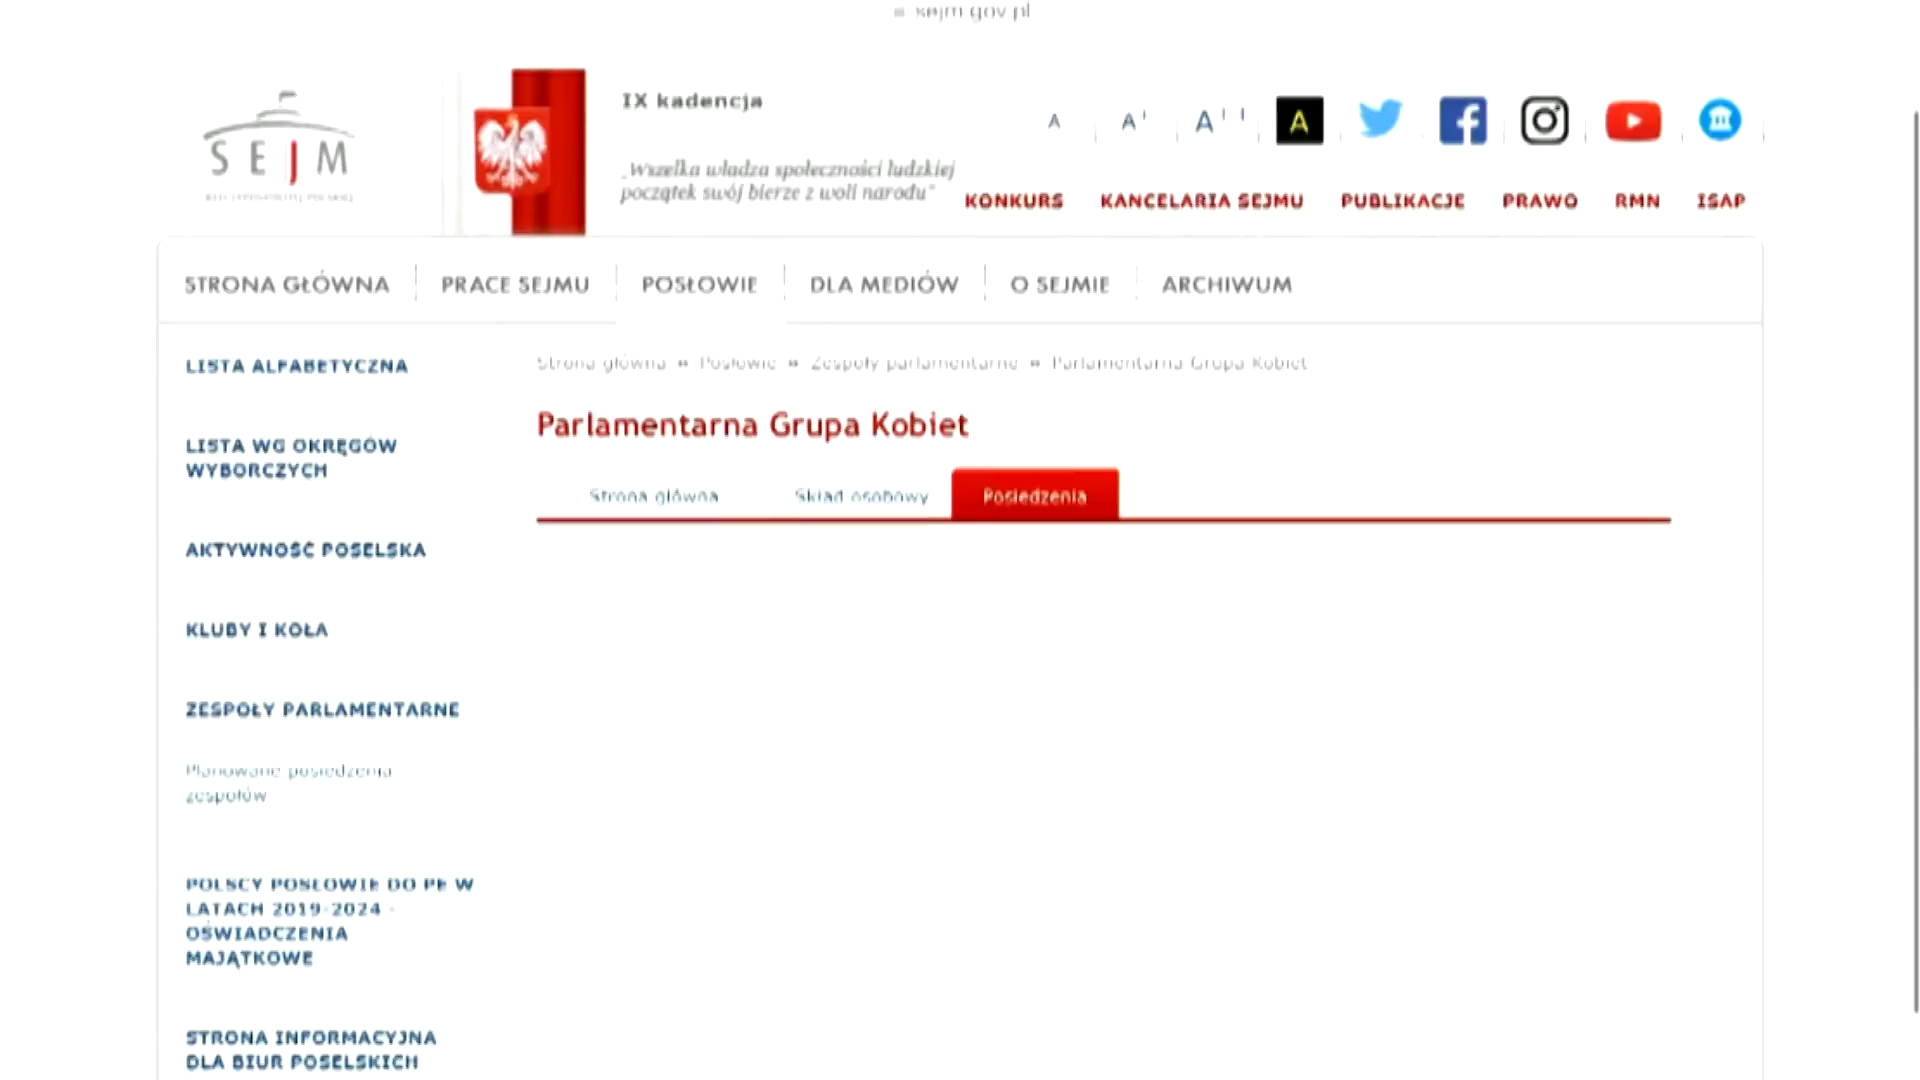 sejm.gov.pl
IX kadencja
A A+ A++ A
SEJM
RZECZYPOSPOLITEJ POLSKIEJ
„Wszelka władza społeczności ludzkiej
początek swój bierze z woli narodu”
KONKURS KANCELARIA SEJMU PUBLIKACJE PRAWO RMN ISAP
STRONA GŁÓWNA PRACE SEJMU POSŁOWIE DLA MEDIÓW O SEJMIE ARCHIWUM
LISTA ALFABETYCZNA
LISTA WG OKRĘGÓW
WYBORCZYCH
AKTYWNOŚĆ POSELSKA
KLUBY I KOŁA
ZESPOŁY PARLAMENTARNE
Planowane posiedzenia
zespołów
POLSCY POSŁOWIE DO PE W
LATACH 2019-2024 -
OŚWIADCZENIA
MAJĄTKOWE
STRONA INFORMACYJNA
DLA BIUR POSELSKICH
Strona główna » Posłowie » Zespoły parlamentarne » Parlamentarna Grupa Kobiet
Parlamentarna Grupa Kobiet
Strona główna Skład osobowy Posiedzenia